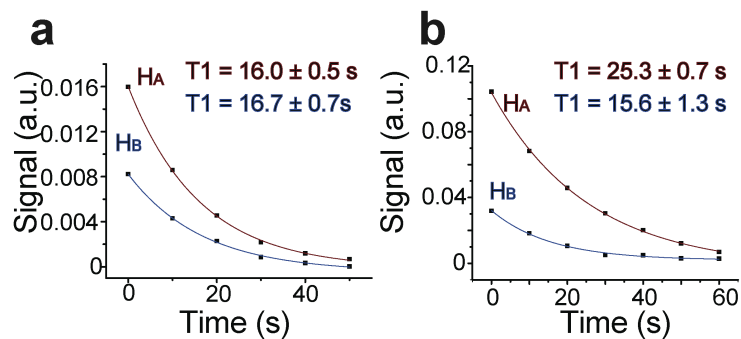 a
T1 = 16.0 ± 0.5 s
T1 = 16.7 ± 0.7s
HA
HB
Signal (a.u.)
0.016
0.012
0.008
0.004
0
0
20
40
Time (s)
b
T1 = 25.3 ± 0.7 s
T1 = 15.6 ± 1.3 s
HA
HB
Signal (a.u.)
0.12
0.08
0.04
0
0
20
40
60
Time (s)